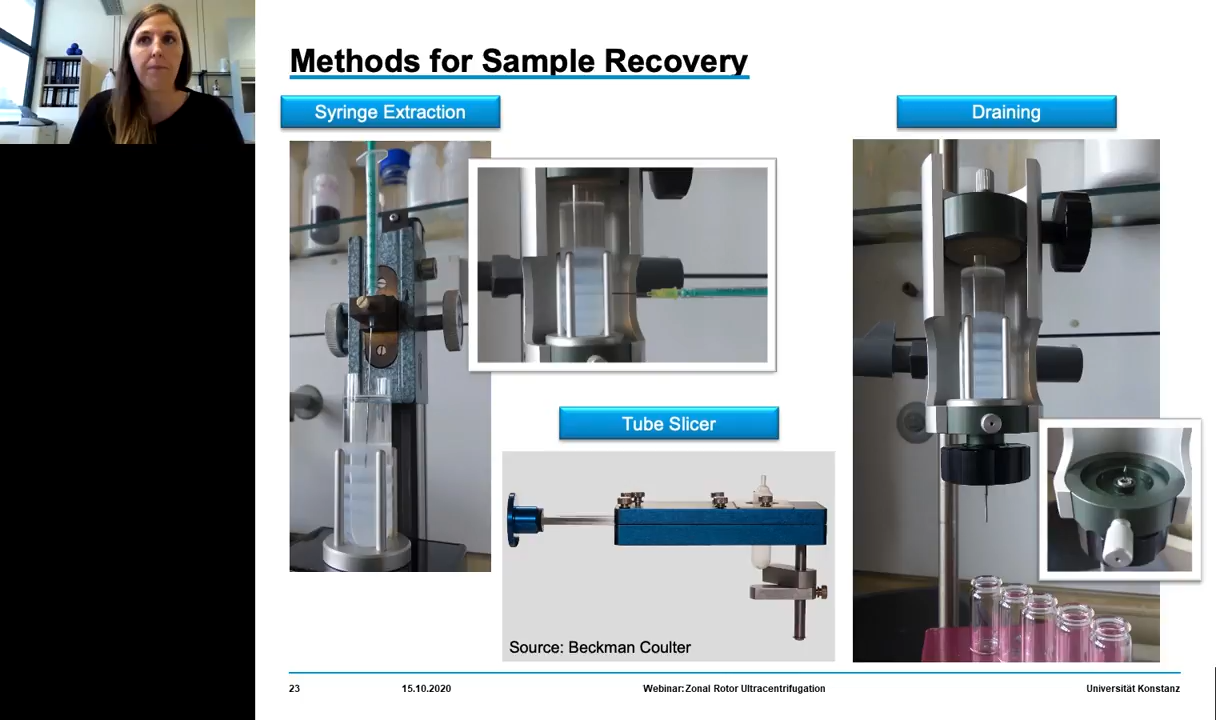 Methods for Sample Recovery
Syringe Extraction
Draining
Tube Slicer
Source: Beckman Coulter
23
15.10.2020
Webinar: Zonal Rotor Ultracentrifugation
Universität Konstanz